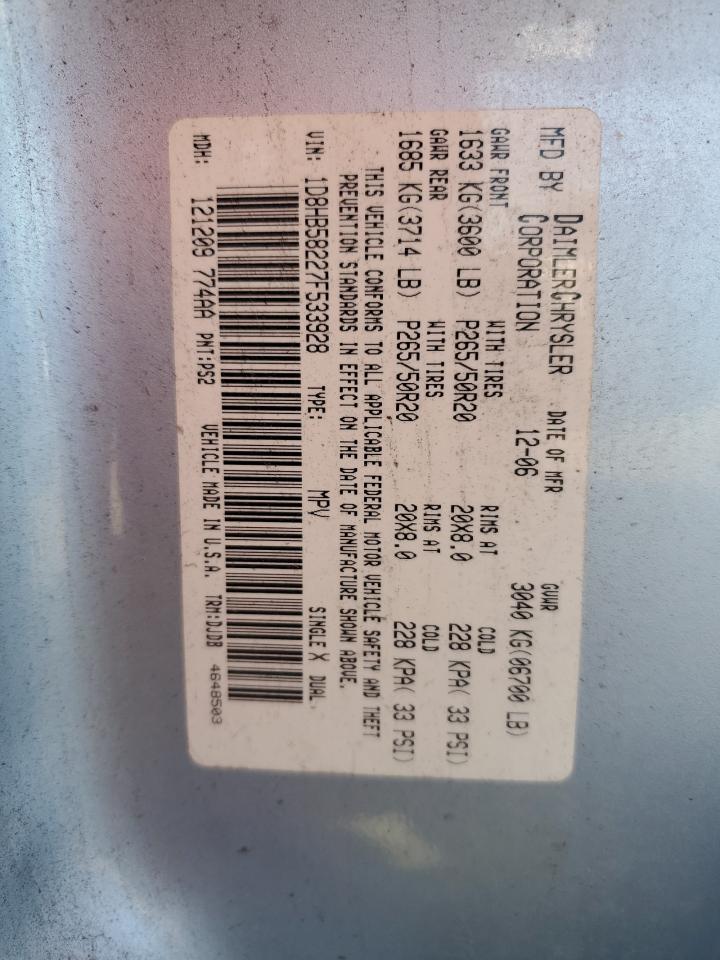 MFD BY DAIMLERCHRYSLER CORPORATION DATE OF MFR 12-06 GVWR 3040 KG(06700 LB)
GAWR FRONT WITH TIRES RIMS AT COLD
1633 KG(3600 LB) P265/50R20 20X8.0 228 KPA( 33 PSI)
GAWR REAR WITH TIRES RIMS AT COLD
1685 KG(3714 LB) P265/50R20 20X8.0 228 KPA( 33 PSI)
THIS VEHICLE CONFORMS TO ALL APPLICABLE FEDERAL MOTOR VEHICLE SAFETY AND THEFT
PREVENTION STANDARDS IN EFFECT ON THE DATE OF MANUFACTURE SHOWN ABOVE.
VIN: 1D8HB58227F533928 TYPE: MPV SINGLE X DUAL
MDH: 121209 774AA PNT:PS2 VEHICLE MADE IN U.S.A. TRM:DJDB 4648503